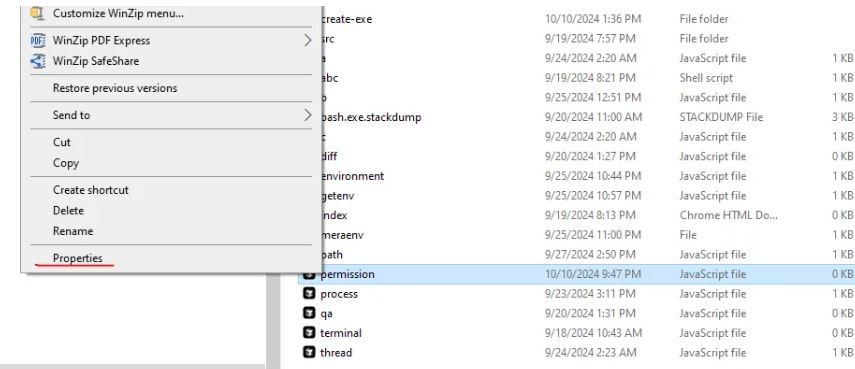 Customize WinZip menu...
WinZip PDF Express
WinZip SafeShare
Restore previous versions
Send to
Cut
Copy
Create shortcut
Delete
Rename
Properties
create-exe 10/10/2024 1:36 PM File folder
src 9/19/2024 7:57 PM File folder
a 9/24/2024 2:20 AM JavaScript file 1 KB
abc 9/19/2024 8:21 PM Shell script 1 KB
b 9/25/2024 12:51 PM JavaScript file 1 KB
bash.exe.stackdump 9/20/2024 11:00 AM STACKDUMP File 3 KB
c 9/24/2024 2:20 AM JavaScript file 1 KB
diff 9/20/2024 1:27 PM JavaScript file 0 KB
environment 9/25/2024 10:44 PM JavaScript file 1 KB
getenv 9/25/2024 10:57 PM JavaScript file 1 KB
index 9/19/2024 8:13 PM Chrome HTML Do... 0 KB
meraenv 9/25/2024 11:00 PM File 1 KB
path 9/27/2024 2:50 PM JavaScript file 1 KB
permission 10/10/2024 9:47 PM JavaScript file 0 KB
process 9/23/2024 3:11 PM JavaScript file 1 KB
qa 9/20/2024 1:31 PM JavaScript file 0 KB
terminal 9/18/2024 10:43 AM JavaScript file 0 KB
thread 9/24/2024 2:23 AM JavaScript file 1 KB